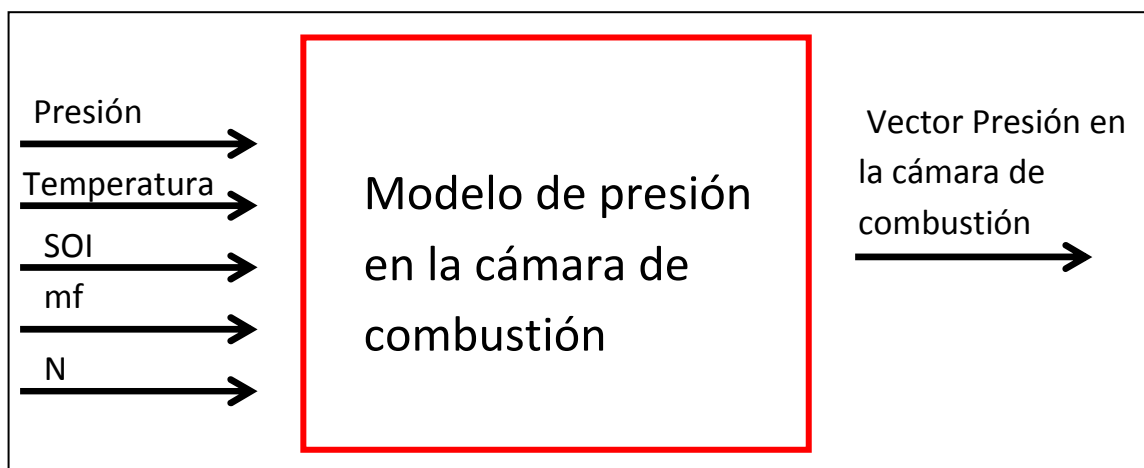 Presión
Temperatura
SOI
mf
N
Modelo de presión
en la cámara de
combustión
Vector Presión en
la cámara de
combustión